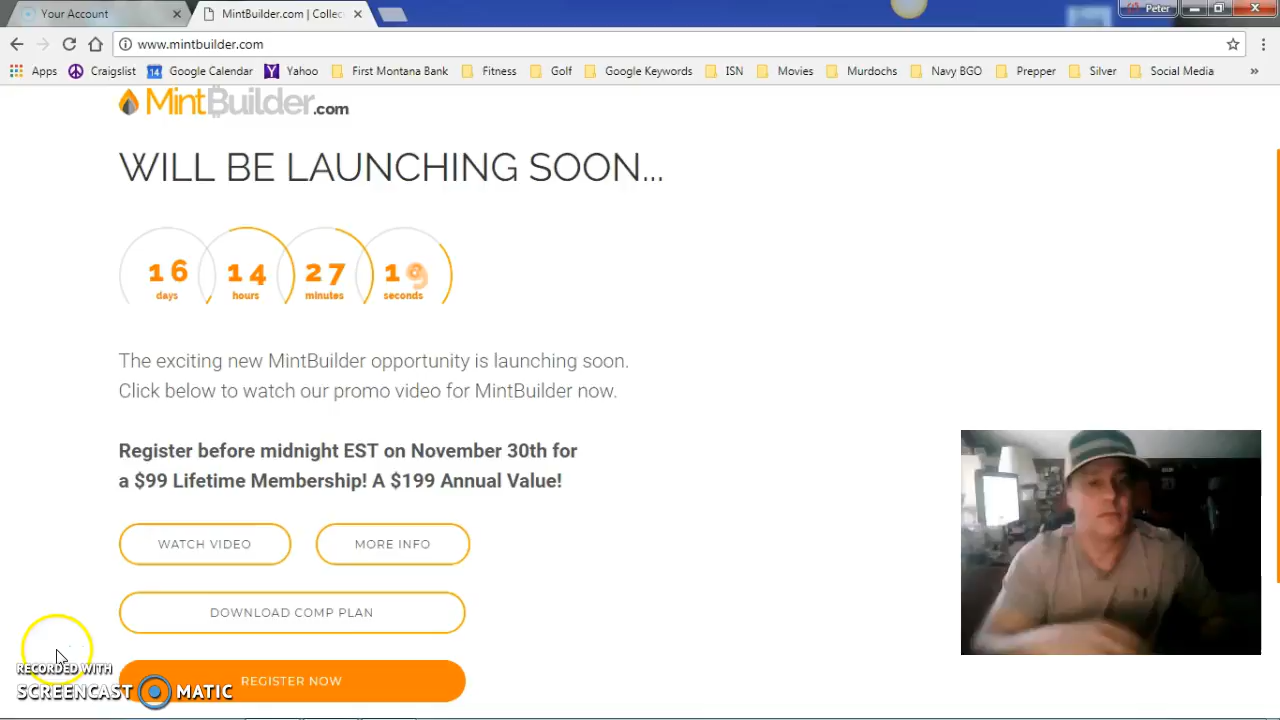 Your Account
MintBuilder.com | Collec
Peter
www.mintbuilder.com
Apps Craigslist 14 Google Calendar Yahoo First Montana Bank Fitness Golf Google Keywords ISN Movies Murdochs Navy BGO Prepper Silver Social Media »
MintBuilder.com
WILL BE LAUNCHING SOON...
16 14 27 19
days hours minutes seconds
The exciting new MintBuilder opportunity is launching soon.
Click below to watch our promo video for MintBuilder now.
Register before midnight EST on November 30th for
a $99 Lifetime Membership! A $199 Annual Value!
WATCH VIDEO MORE INFO
DOWNLOAD COMP PLAN
REGISTER NOW
RECORDED WITH
SCREENCAST MATIC